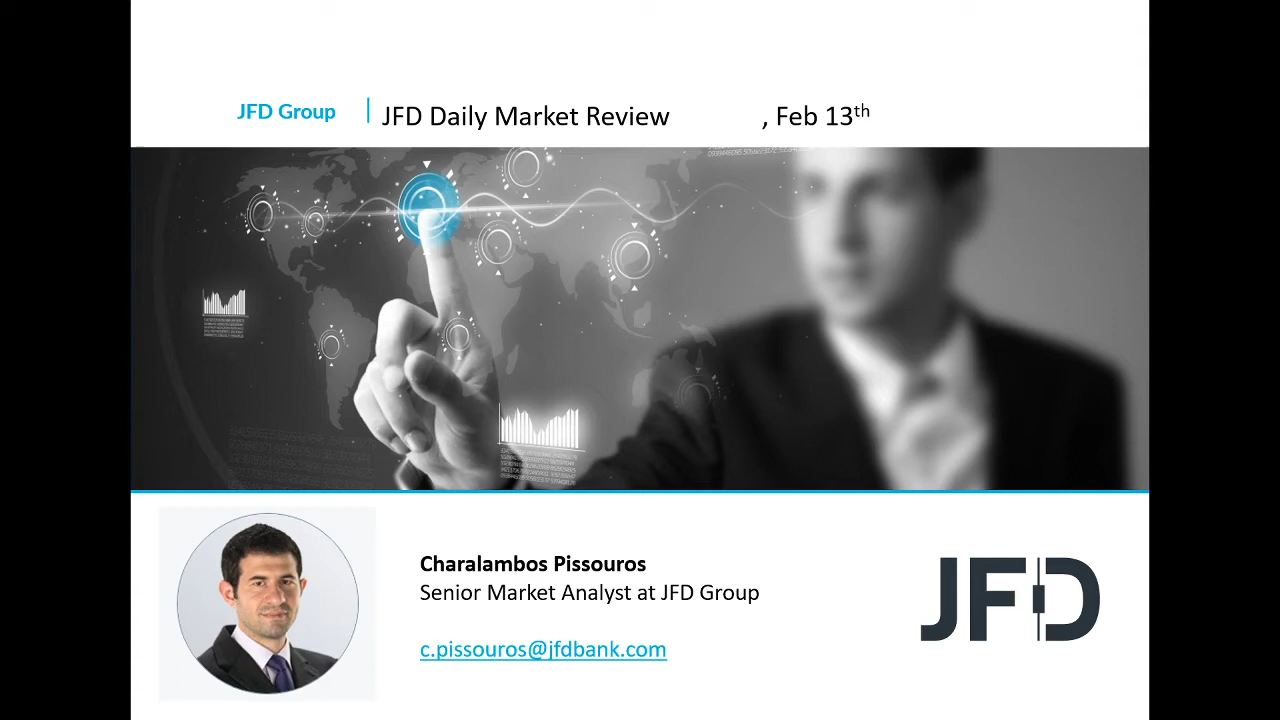 JFD Group
JFD Daily Market Review , Feb 13th
Charalambos Pissouros
Senior Market Analyst at JFD Group
c.pissouros@jfdbank.com
JFD